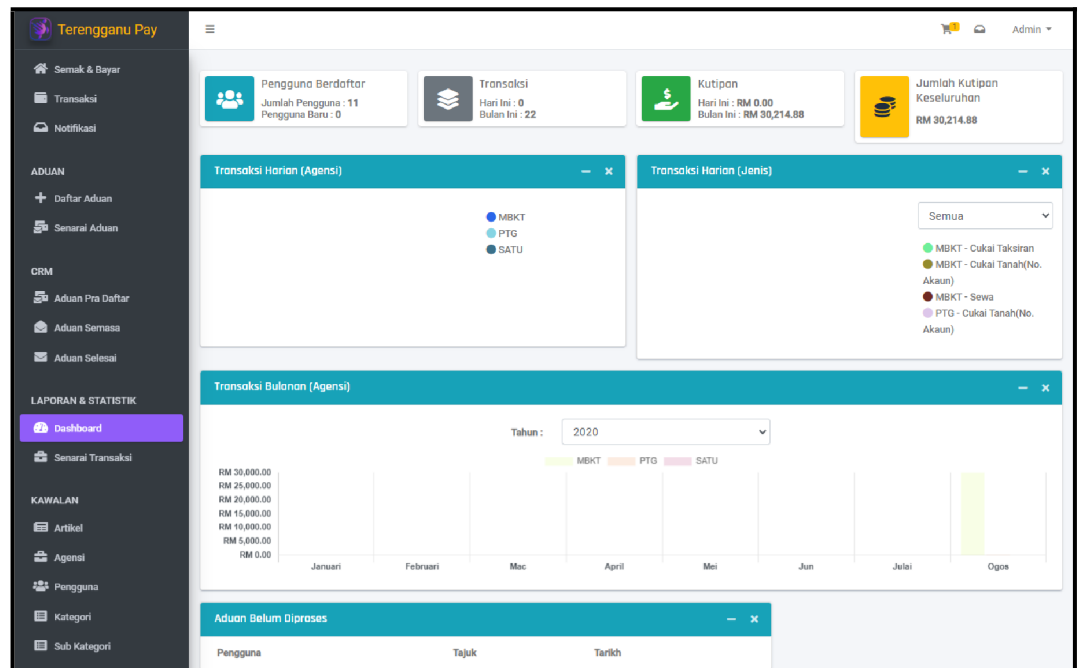 Terengganu Pay
1
Admin
Semak & Bayar
Transaksi
Notifikasi
ADUAN
Daftar Aduan
Senarai Aduan
CRM
Aduan Pra Daftar
Aduan Semasa
Aduan Selesai
LAPORAN & STATISTIK
Dashboard
Senarai Transaksi
KAWALAN
Artikel
Agensi
Pengguna
Kategori
Sub Kategori
Pengguna Berdaftar
Jumlah Pengguna : 11
Pengguna Baru : 0
Transaksi
Hari Ini : 0
Bulan Ini : 22
Kutipan
Hari Ini : RM 0.00
Bulan Ini : RM 30,214.88
Jumlah Kutipan
Keseluruhan
RM 30,214.88
Transaksi Harian (Agensi)
MBKT
PTG
SATU
Transaksi Harian (Jenis)
Semua
MBKT - Cukai Taksiran
MBKT - Cukai Tanah(No.
Akaun)
MBKT - Sewa
PTG - Cukai Tanah(No.
Akaun)
Transaksi Bulanan (Agensi)
Tahun : 2020
MBKT PTG SATU
RM 30,000.00
RM 25,000.00
RM 20,000.00
RM 15,000.00
RM 10,000.00
RM 5,000.00
RM 0.00
Januari Februari Mac April Mei Jun Julai Ogos
Aduan Belum Diproses
Pengguna Tajuk Tarikh